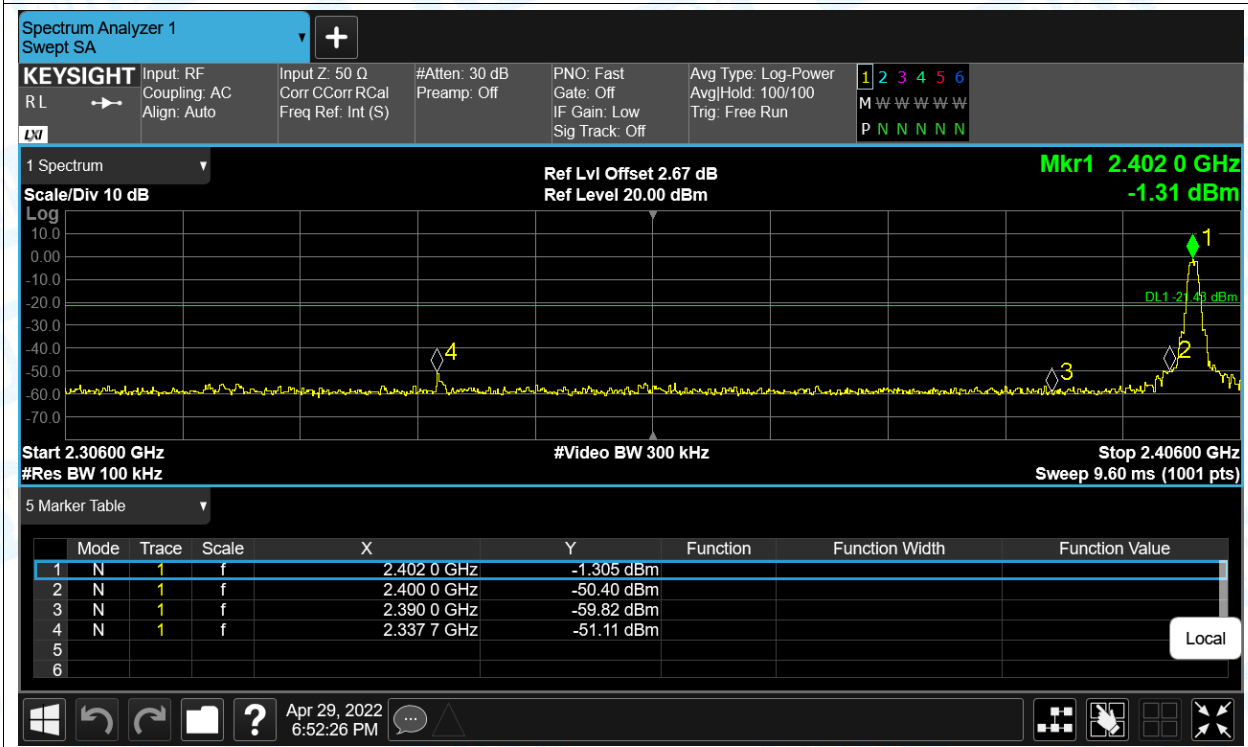 Spectrum Analyzer 1
Swept SA
KEYSIGHT
RL
LXI
Input: RF
Coupling: AC
Align: Auto
Input Z: 50 Ω
Corr CCorr RCal
Freq Ref: Int (S)
#Atten: 30 dB
Preamp: Off
PNO: Fast
Gate: Off
IF Gain: Low
Sig Track: Off
Avg Type: Log-Power
Avg|Hold: 100/100
Trig: Free Run
1 2 3 4 5 6
M W W W W W
P N N N N N
1 Spectrum
Scale/Div 10 dB
Ref Lvl Offset 2.67 dB
Ref Level 20.00 dBm
Mkr1 2.402 0 GHz
-1.31 dBm
Log
10.0
0.00
-10.0
-20.0
-30.0
-40.0
-50.0
-60.0
-70.0
1
DL1 -21.43 dBm
2
4
3
Start 2.30600 GHz
#Video BW 300 kHz
Stop 2.40600 GHz
#Res BW 100 kHz
Sweep 9.60 ms (1001 pts)
5 Marker Table
Mode Trace Scale X Y Function Function Width Function Value
1 N 1 f 2.402 0 GHz -1.305 dBm
2 N 1 f 2.400 0 GHz -50.40 dBm
3 N 1 f 2.390 0 GHz -59.82 dBm
4 N 1 f 2.337 7 GHz -51.11 dBm
5
6
Local
?
Apr 29, 2022
6:52:26 PM